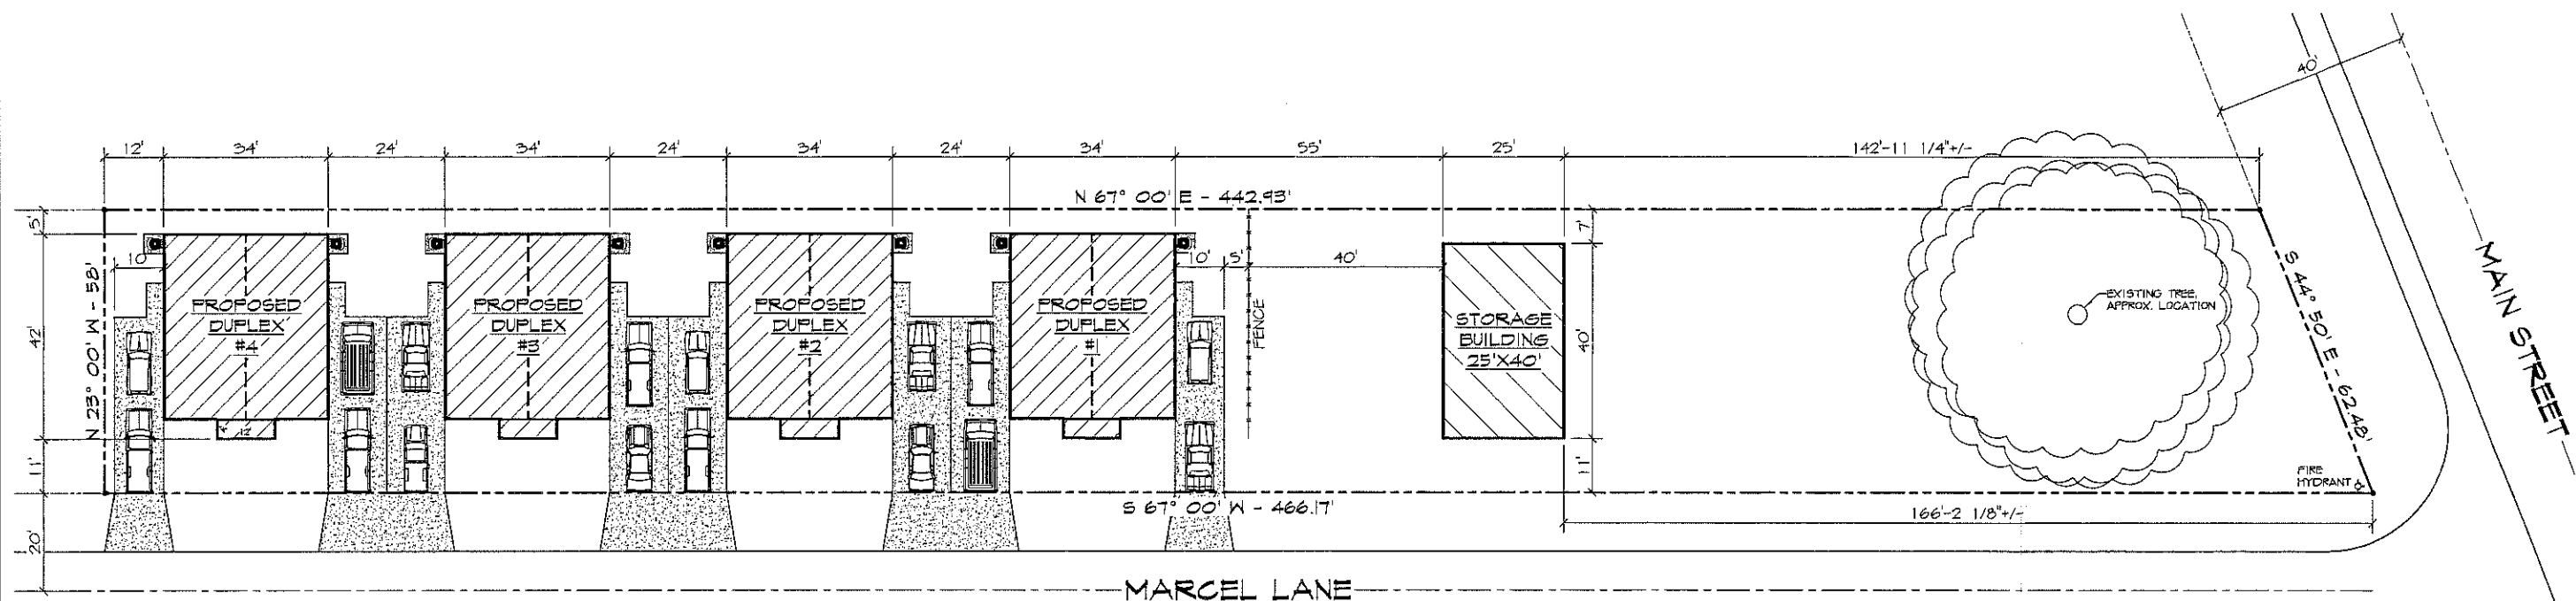 40'
12'
34'
24'
34'
24'
34'
24'
34'
55'
25'
142'-11 1/4"+/-
N 67° 00' E - 442.93'
5'
42'
11'
20'
N 23° 00' W - 58'
10'
PROPOSED
DUPLEX
#4
12'
PROPOSED
DUPLEX
#3
PROPOSED
DUPLEX
#2
PROPOSED
DUPLEX
#1
10'
5'
40'
FENCE
STORAGE
BUILDING
25'X40'
7'
40'
11'
EXISTING TREE,
APPROX. LOCATION
S 44° 50' E - 62.48'
MAIN STREET
FIRE
HYDRANT
S 67° 00' W - 466.17'
166'-2 1/8"+/-
MARCEL LANE